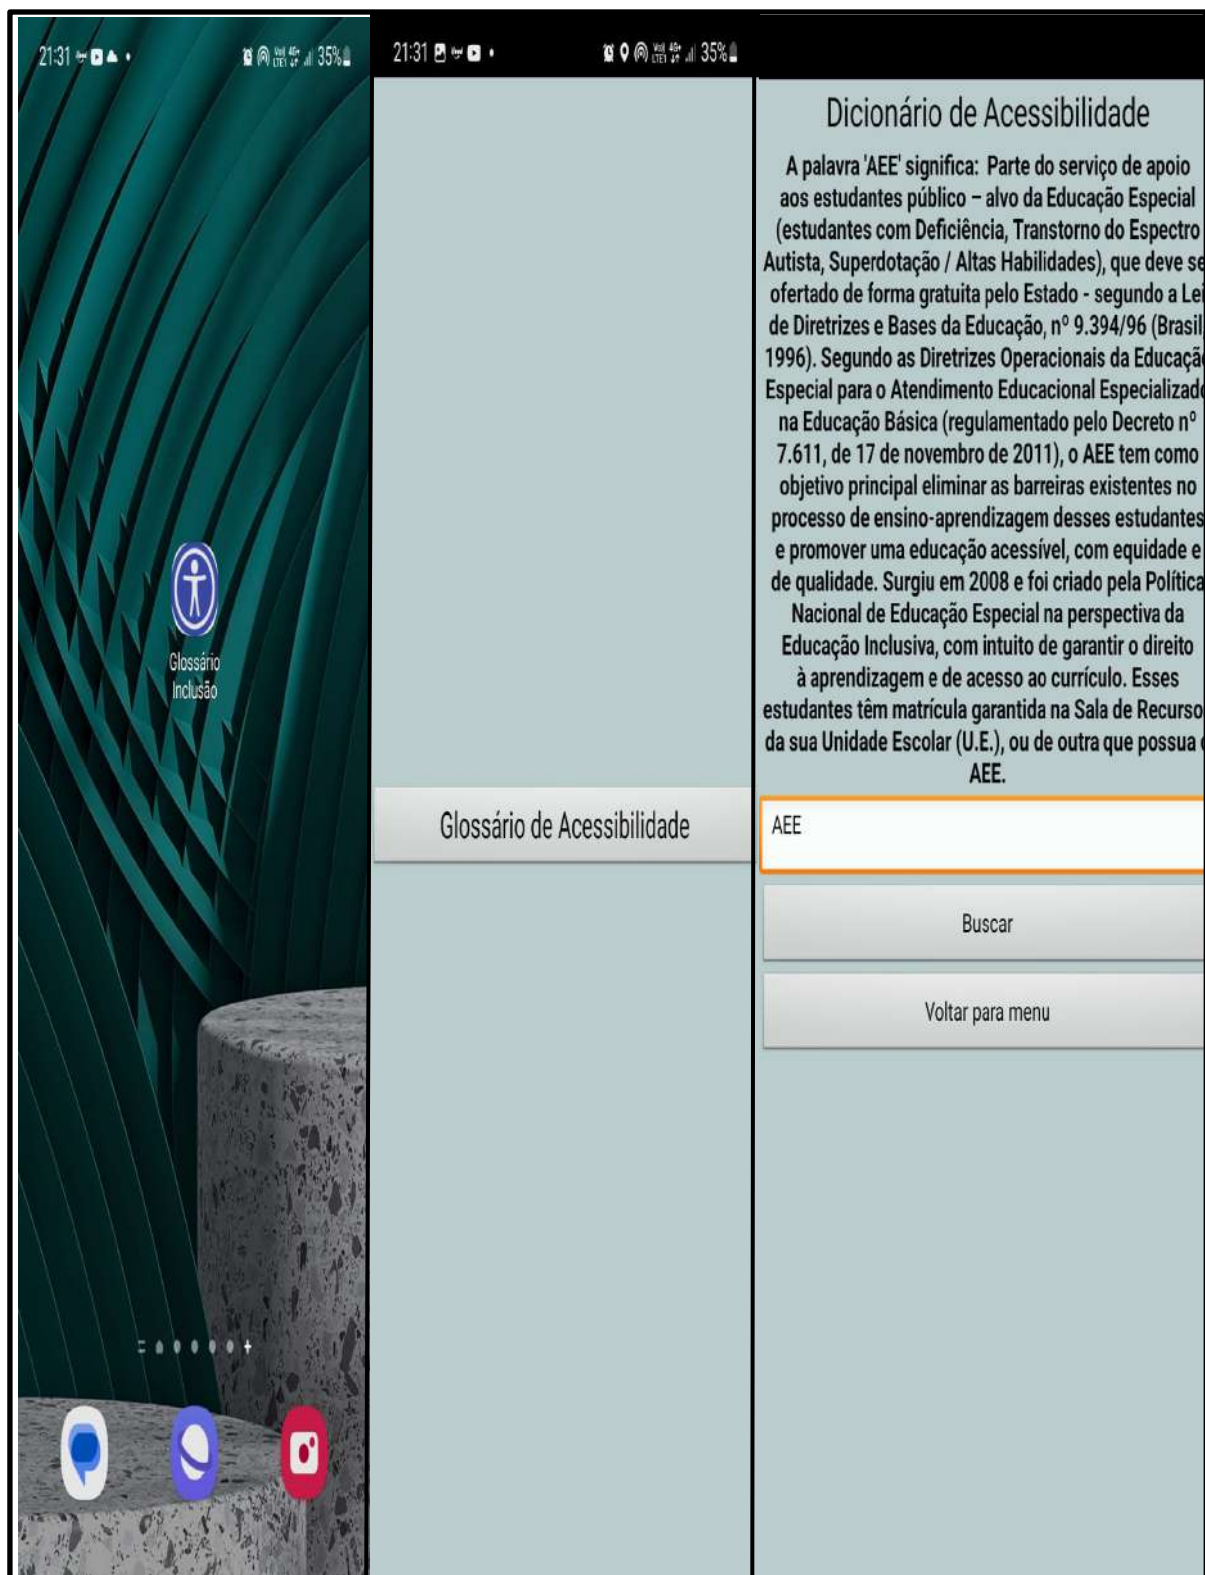 21:31
35%
Glossário
Inclusão
21:31
35%
Glossário de Acessibilidade
Dicionário de Acessibilidade
A palavra 'AEE' significa: Parte do serviço de apoio
aos estudantes público – alvo da Educação Especial
(estudantes com Deficiência, Transtorno do Espectro
Autista, Superdotação / Altas Habilidades), que deve se
ofertado de forma gratuita pelo Estado - segundo a Lei
de Diretrizes e Bases da Educação, nº 9.394/96 (Brasil,
1996). Segundo as Diretrizes Operacionais da Educaçã
Especial para o Atendimento Educacional Especializad
na Educação Básica (regulamentado pelo Decreto nº
7.611, de 17 de novembro de 2011), o AEE tem como
objetivo principal eliminar as barreiras existentes no
processo de ensino-aprendizagem desses estudantes
e promover uma educação acessível, com equidade e
de qualidade. Surgiu em 2008 e foi criado pela Política
Nacional de Educação Especial na perspectiva da
Educação Inclusiva, com intuito de garantir o direito
à aprendizagem e de acesso ao currículo. Esses
estudantes têm matrícula garantida na Sala de Recurso
da sua Unidade Escolar (U.E.), ou de outra que possua
AEE.
AEE
Buscar
Voltar para menu